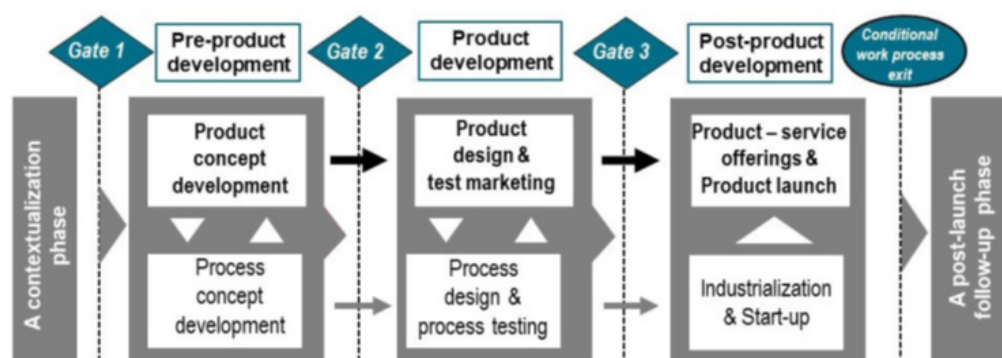 Gate 1
Pre-product
development
Gate 2
Product
development
Gate 3
Post-product
development
Conditional
work process
exit
A contextualization
phase
Product
concept
development
Product
design &
test marketing
Product – service
offerings &
Product launch
Process
concept
development
Process
design &
process testing
Industrialization
& Start-up
A post-launch
follow-up phase